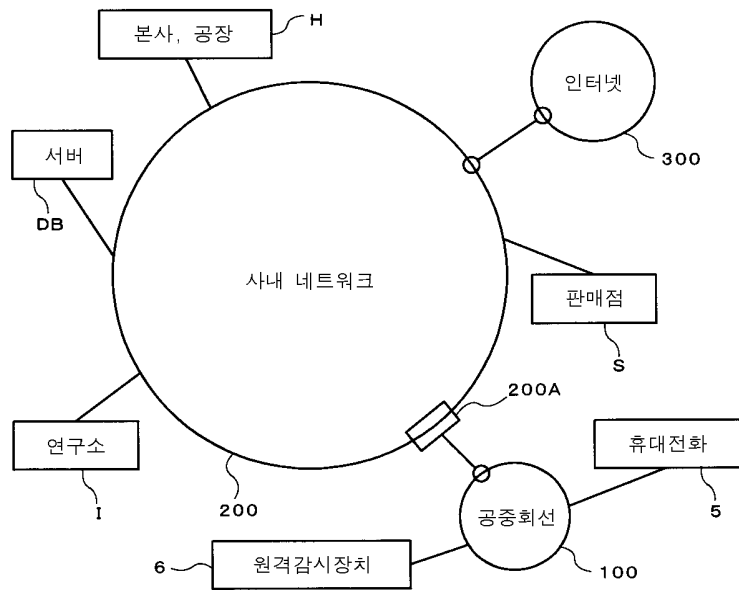 본사, 공장
H
인터넷
300
서버
DB
사내 네트워크
판매점
S
200A
연구소
I
200
휴대전화
5
공중회선
100
6
원격감시장치